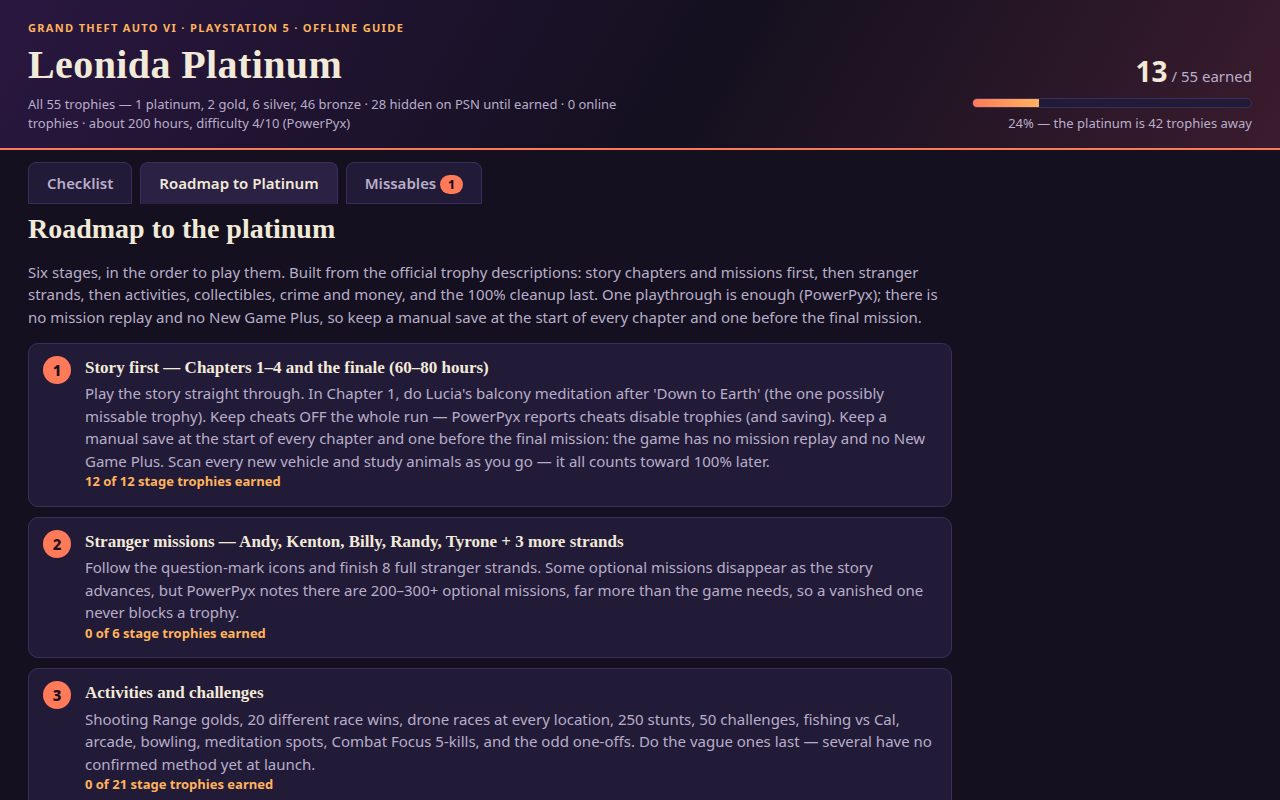 GRAND THEFT AUTO VI · PLAYSTATION 5 · OFFLINE GUIDE
Leonida Platinum
All 55 trophies — 1 platinum, 2 gold, 6 silver, 46 bronze · 28 hidden on PSN until earned · 0 online
trophies · about 200 hours, difficulty 4/10 (PowerPyx)
13 / 55 earned
24% — the platinum is 42 trophies away
Checklist
Roadmap to Platinum
Missables 1
Roadmap to the platinum
Six stages, in the order to play them. Built from the official trophy descriptions: story chapters and missions first, then stranger
strands, then activities, collectibles, crime and money, and the 100% cleanup last. One playthrough is enough (PowerPyx); there is
no mission replay and no New Game Plus, so keep a manual save at the start of every chapter and one before the final mission.
1
Story first — Chapters 1–4 and the finale (60–80 hours)
Play the story straight through. In Chapter 1, do Lucia's balcony meditation after 'Down to Earth' (the one possibly
missable trophy). Keep cheats OFF the whole run — PowerPyx reports cheats disable trophies (and saving). Keep a
manual save at the start of every chapter and one before the final mission: the game has no mission replay and no New
Game Plus. Scan every new vehicle and study animals as you go — it all counts toward 100% later.
12 of 12 stage trophies earned
2
Stranger missions — Andy, Kenton, Billy, Randy, Tyrone + 3 more strands
Follow the question-mark icons and finish 8 full stranger strands. Some optional missions disappear as the story
advances, but PowerPyx notes there are 200–300+ optional missions, far more than the game needs, so a vanished one
never blocks a trophy.
0 of 6 stage trophies earned
3
Activities and challenges
Shooting Range golds, 20 different race wins, drone races at every location, 250 stunts, 50 challenges, fishing vs Cal,
arcade, bowling, meditation spots, Combat Focus 5-kills, and the odd one-offs. Do the vague ones last — several have no
confirmed method yet at launch.
0 of 21 stage trophies earned